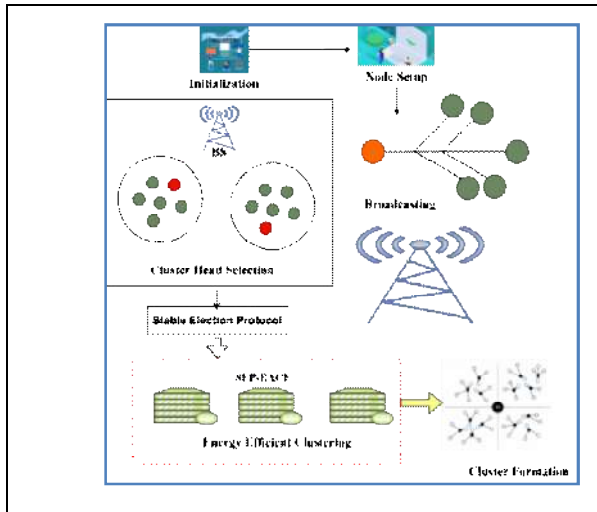 Initialization
Node Setup
BS
Broadcasting
Cluster Head Selection
Stable Election Protocol
Energy Efficient Clustering
Cluster Formation